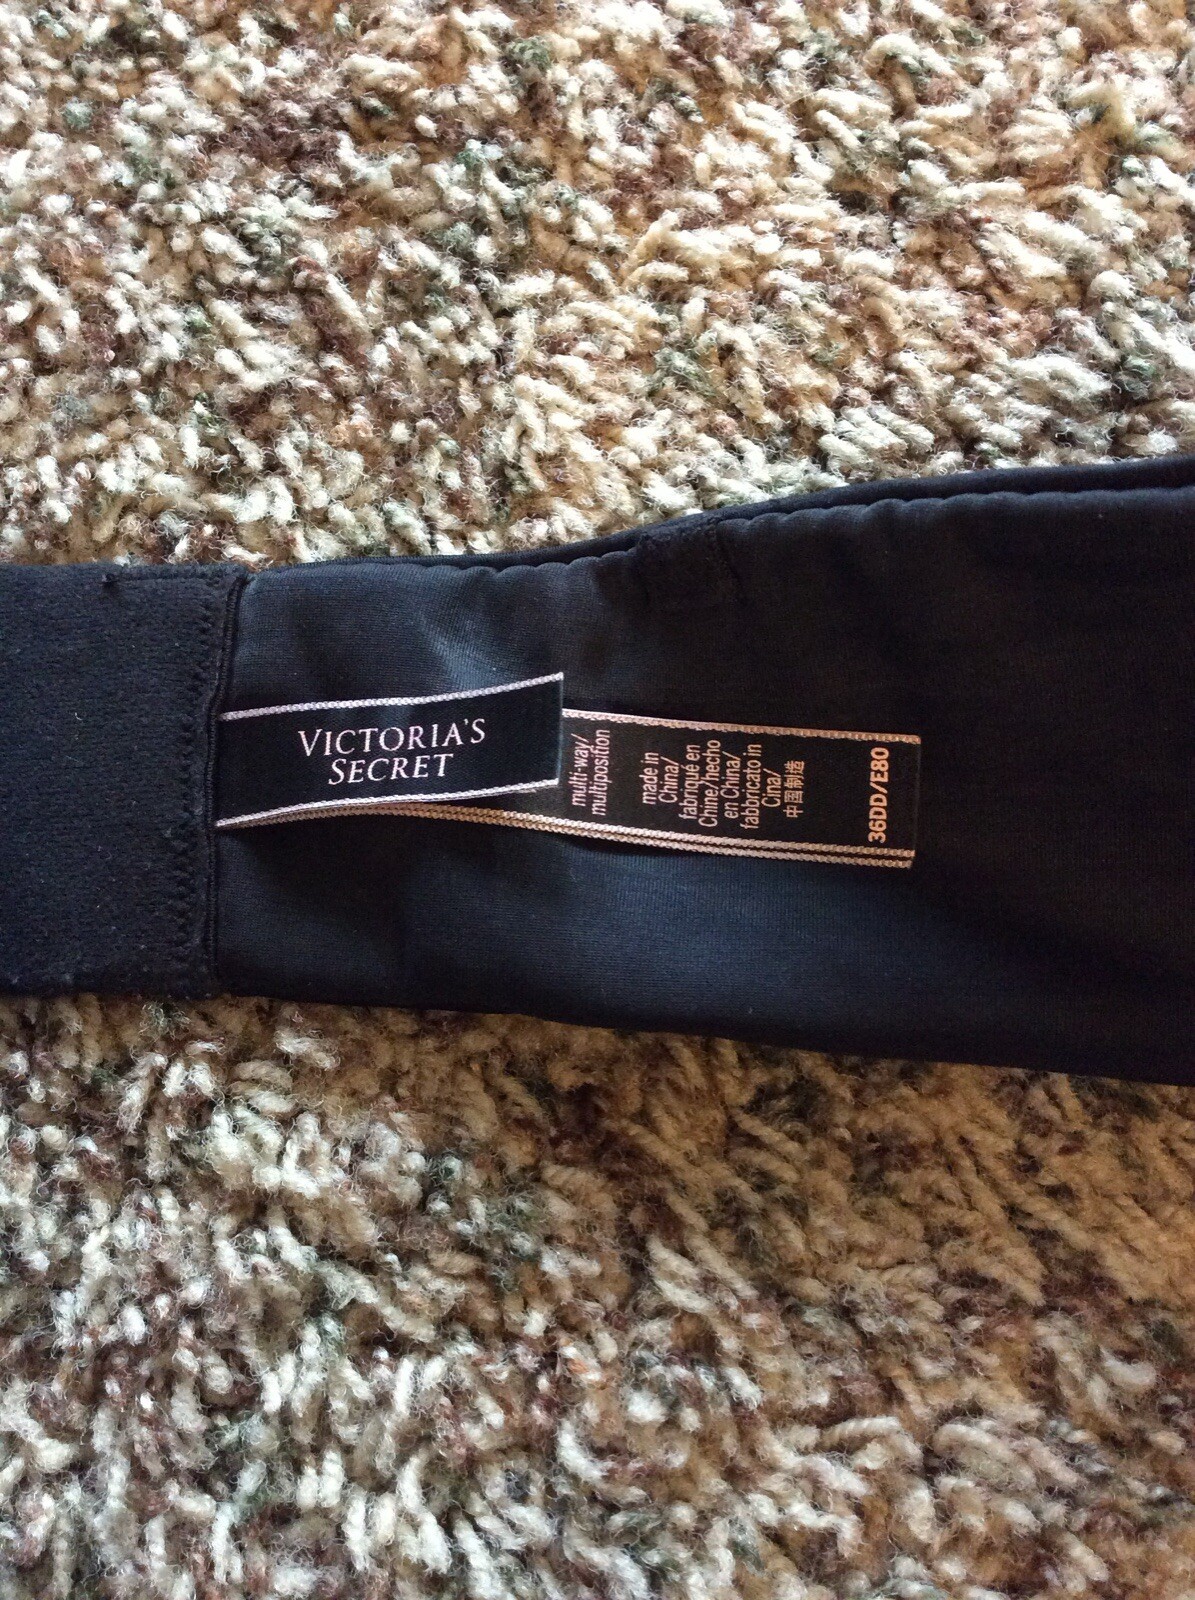 VICTORIA'S
SECRET
multi-way/
multiposition
made in
China/
fabriqué en
Chine/hecho
en China/
fabbricato in
Cina/
中国制造
36DD/E80